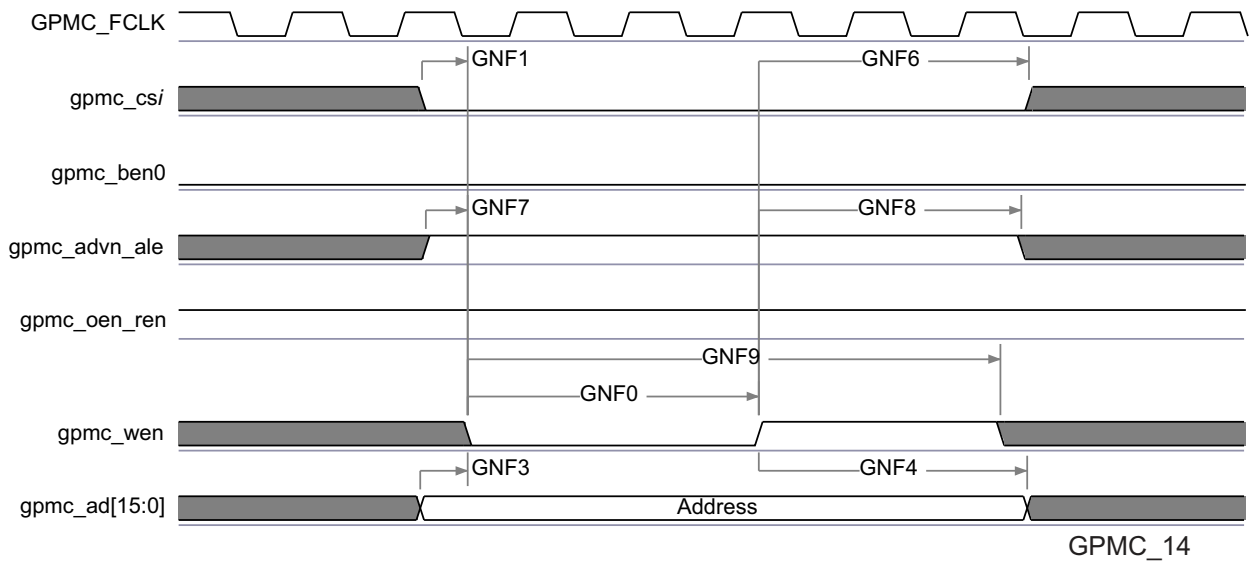 GPMC_FCLK
GNF1
GNF6
gpmc_csi
gpmc_ben0
GNF7
GNF8
gpmc_advn_ale
gpmc_oen_ren
GNF9
GNF0
gpmc_wen
GNF3
GNF4
gpmc_ad[15:0]
Address
GPMC_14